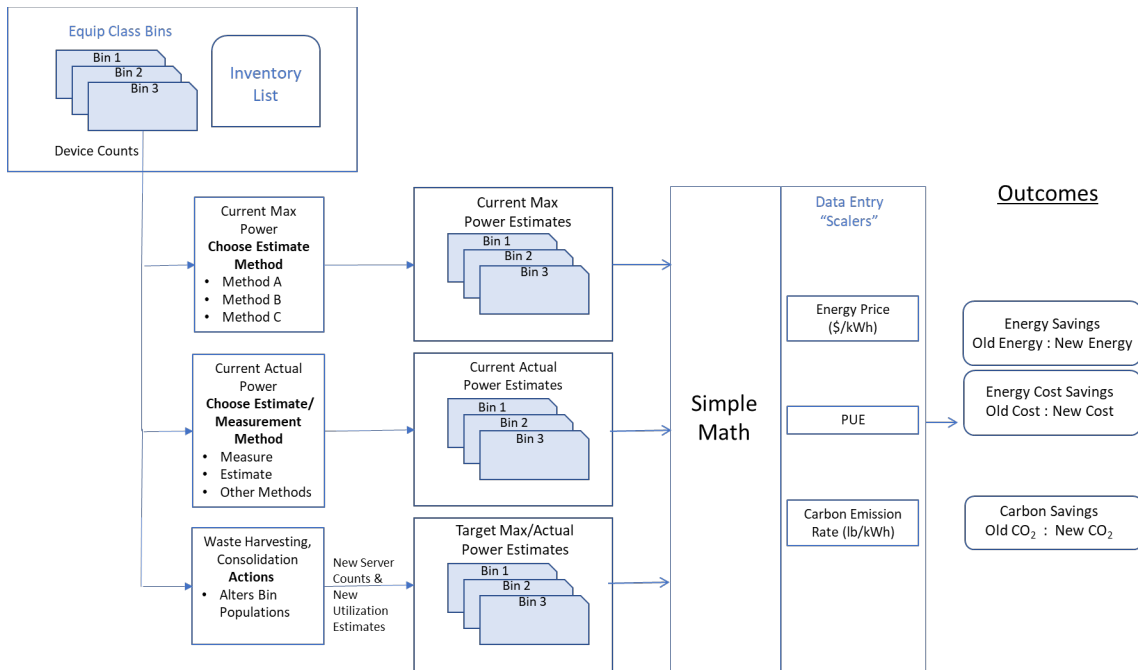 Equip Class Bins
Bin 1
Bin 2
Bin 3
Inventory
List
Device Counts
Current Max
Power
Choose Estimate
Method
• Method A
• Method B
• Method C
Current Max
Power Estimates
Bin 1
Bin 2
Bin 3
Current Actual
Power
Choose Estimate/
Measurement
Method
• Measure
• Estimate
• Other Methods
Current Actual
Power Estimates
Bin 1
Bin 2
Bin 3
Waste Harvesting,
Consolidation
Actions
• Alters Bin
Populations
New Server
Counts &
New
Utilization
Estimates
Target Max/Actual
Power Estimates
Bin 1
Bin 2
Bin 3
Simple
Math
Data Entry
“Scalers”
Energy Price
($/kWh)
PUE
Carbon Emission
Rate (lb/kWh)
Outcomes
Energy Savings
Old Energy : New Energy
Energy Cost Savings
Old Cost : New Cost
Carbon Savings
Old CO₂ : New CO₂